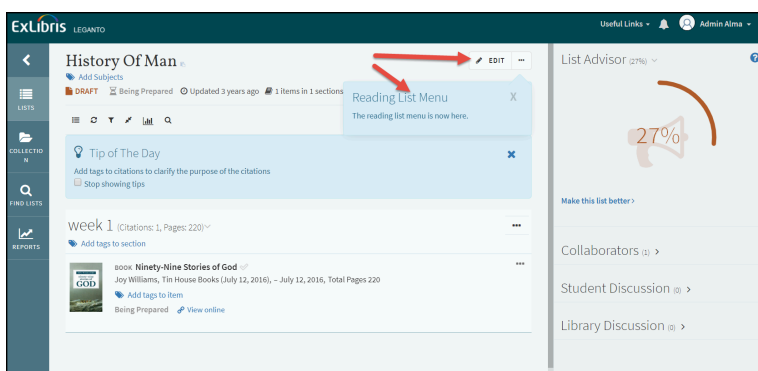 ExLibris LEGANTO
Useful Links
Admin Alma
LISTS
COLLECTIO
N
FIND LISTS
REPORTS
History Of Man
EDIT
Add Subjects
DRAFT Being Prepared Updated 3 years ago 1 items in 1 sections
Reading List Menu X
The reading list menu is now here.
Tip of The Day
Add tags to citations to clarify the purpose of the citations
Stop showing tips
week 1 (Citations: 1, Pages: 220)
Add tags to section
GOD
BOOK Ninety-Nine Stories of God
Joy Williams, Tin House Books (July 12, 2016), – July 12, 2016, Total Pages 220
Add tags to item
Being Prepared View online
List Advisor (27%)
27%
Make this list better >
Collaborators (1) >
Student Discussion (0) >
Library Discussion (0) >